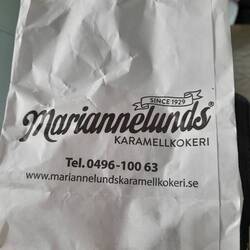 SINCE 1929
Mariannelunds®
KARAMELLKOKERI
Tel. 0496-100 63
www.mariannelundskaramellkokeri.se